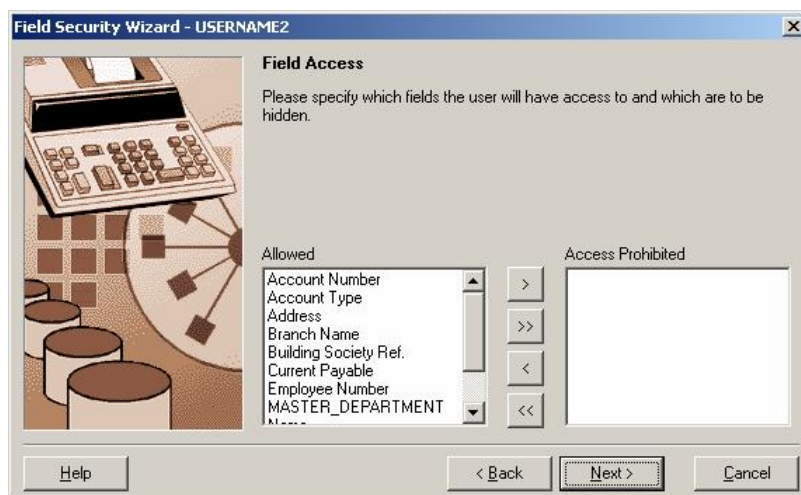 Field Security Wizard - USERNAME2
Field Access
Please specify which fields the user will have access to and which are to be
hidden.
Allowed
Access Prohibited
Account Number
Account Type
Address
Branch Name
Building Society Ref.
Current Payable
Employee Number
MASTER_DEPARTMENT
>
>>
<
<<
Help
< Back
Next >
Cancel